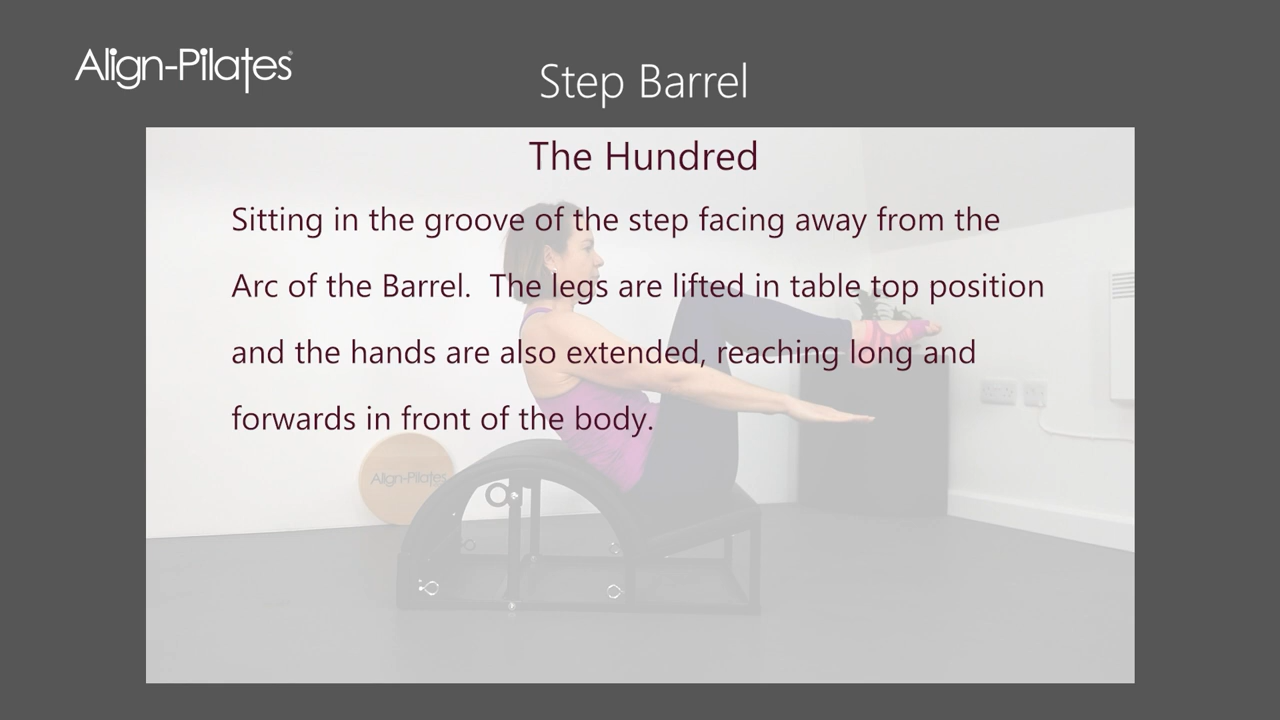 Align-Pilates®
Step Barrel
The Hundred
Sitting in the groove of the step facing away from the
Arc of the Barrel.  The legs are lifted in table top position
and the hands are also extended, reaching long and
forwards in front of the body.
Align-Pilates